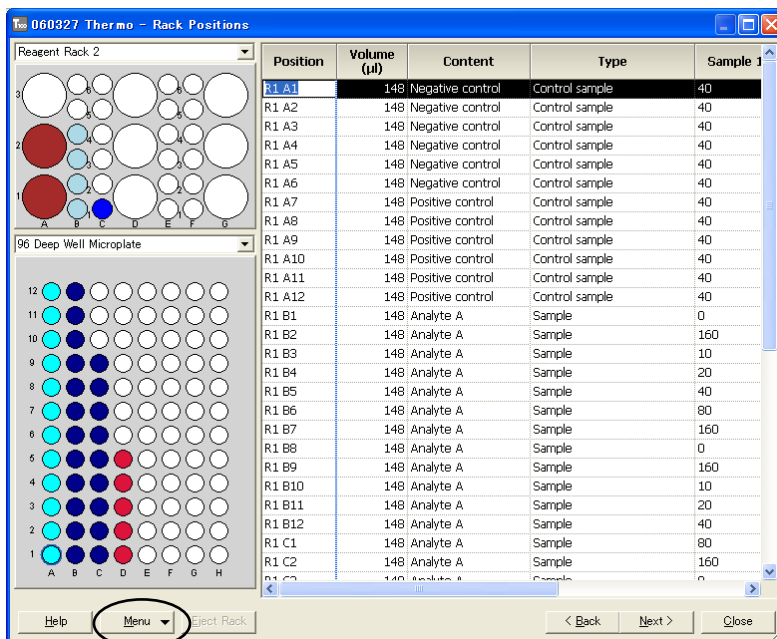 T100 060327 Thermo - Rack Positions
Reagent Rack 2
3 6
5
2 4
3
2
1 1 1
A B C D E F G
96 Deep Well Microplate
12
11
10
9
8
7
6
5
4
3
2
1
A B C D E F G H
Position Volume (µl) Content Type Sample 1
R1 A1 148 Negative control Control sample 40
R1 A2 148 Negative control Control sample 40
R1 A3 148 Negative control Control sample 40
R1 A4 148 Negative control Control sample 40
R1 A5 148 Negative control Control sample 40
R1 A6 148 Negative control Control sample 40
R1 A7 148 Positive control Control sample 40
R1 A8 148 Positive control Control sample 40
R1 A9 148 Positive control Control sample 40
R1 A10 148 Positive control Control sample 40
R1 A11 148 Positive control Control sample 40
R1 A12 148 Positive control Control sample 40
R1 B1 148 Analyte A Sample 0
R1 B2 148 Analyte A Sample 160
R1 B3 148 Analyte A Sample 10
R1 B4 148 Analyte A Sample 20
R1 B5 148 Analyte A Sample 40
R1 B6 148 Analyte A Sample 80
R1 B7 148 Analyte A Sample 160
R1 B8 148 Analyte A Sample 0
R1 B9 148 Analyte A Sample 160
R1 B10 148 Analyte A Sample 10
R1 B11 148 Analyte A Sample 20
R1 B12 148 Analyte A Sample 40
R1 C1 148 Analyte A Sample 80
R1 C2 148 Analyte A Sample 160
R1 C3 148 Analyte A Sample 0
Help Menu Eject Rack < Back Next > Close